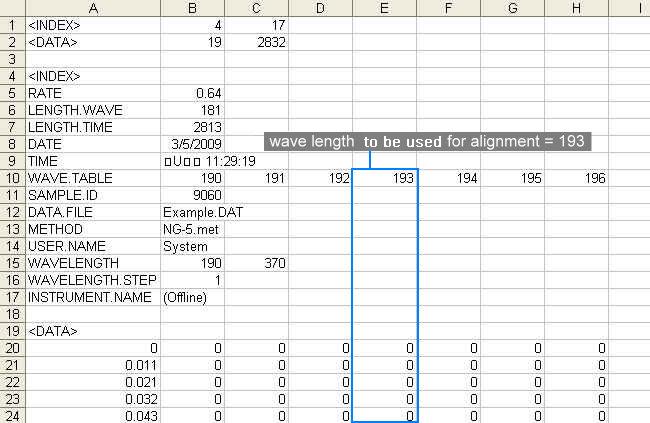 A B C D E F G H I
1 <INDEX> 4 17
2 <DATA> 19 2832
3
4 <INDEX>
5 RATE 0.64
6 LENGTH.WAVE 181
7 LENGTH.TIME 2813
8 DATE 3/5/2009 wave length to be used for alignment = 193
9 TIME □U□□ 11:29:19
10 WAVE.TABLE 190 191 192 193 194 195 196
11 SAMPLE.ID 9060
12 DATA.FILE Example.DAT
13 METHOD NG-5.met
14 USER.NAME System
15 WAVELENGTH 190 370
16 WAVELENGTH.STEP 1
17 INSTRUMENT.NAME (Offline)
18
19 <DATA>
20 0 0 0 0 0 0 0 0
21 0.011 0 0 0 0 0 0 0
22 0.021 0 0 0 0 0 0 0
23 0.032 0 0 0 0 0 0 0
24 0.043 0 0 0 0 0 0 0